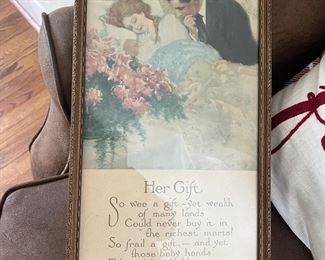 Her Gift
So wee a gift—yet wealth
of many lands
Could never buy it in
the richest marts!
So frail a gift — and yet
those baby hands